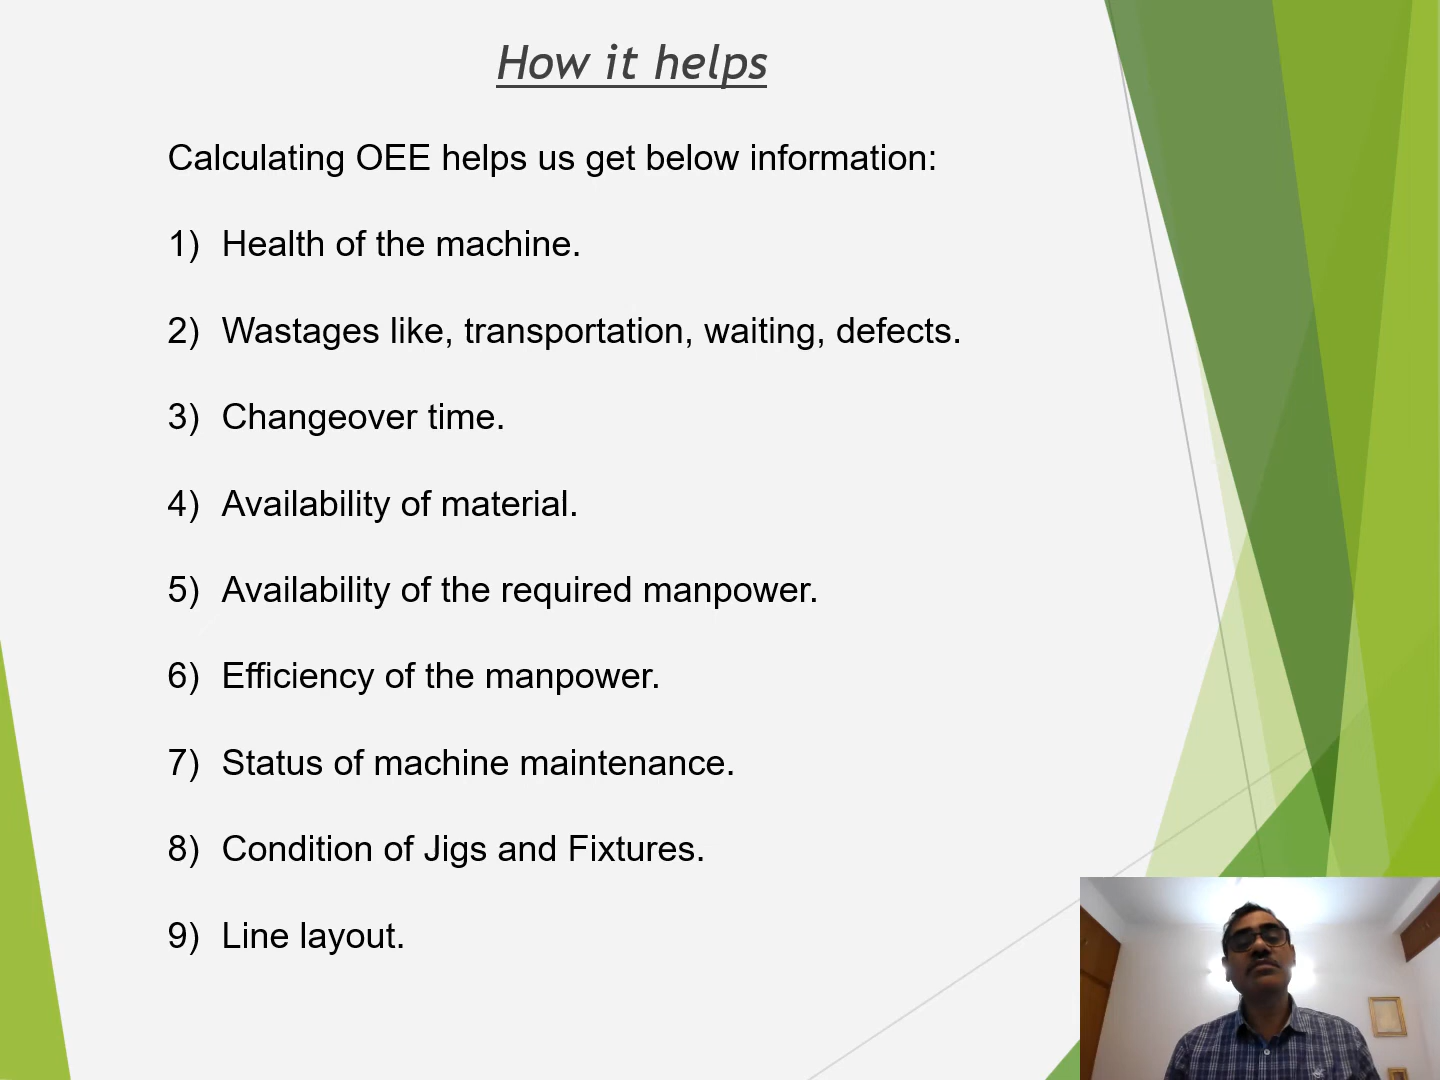 How it helps
Calculating OEE helps us get below information:
1) Health of the machine.
2) Wastages like, transportation, waiting, defects.
3) Changeover time.
4) Availability of material.
5) Availability of the required manpower.
6) Efficiency of the manpower.
7) Status of machine maintenance.
8) Condition of Jigs and Fixtures.
9) Line layout.